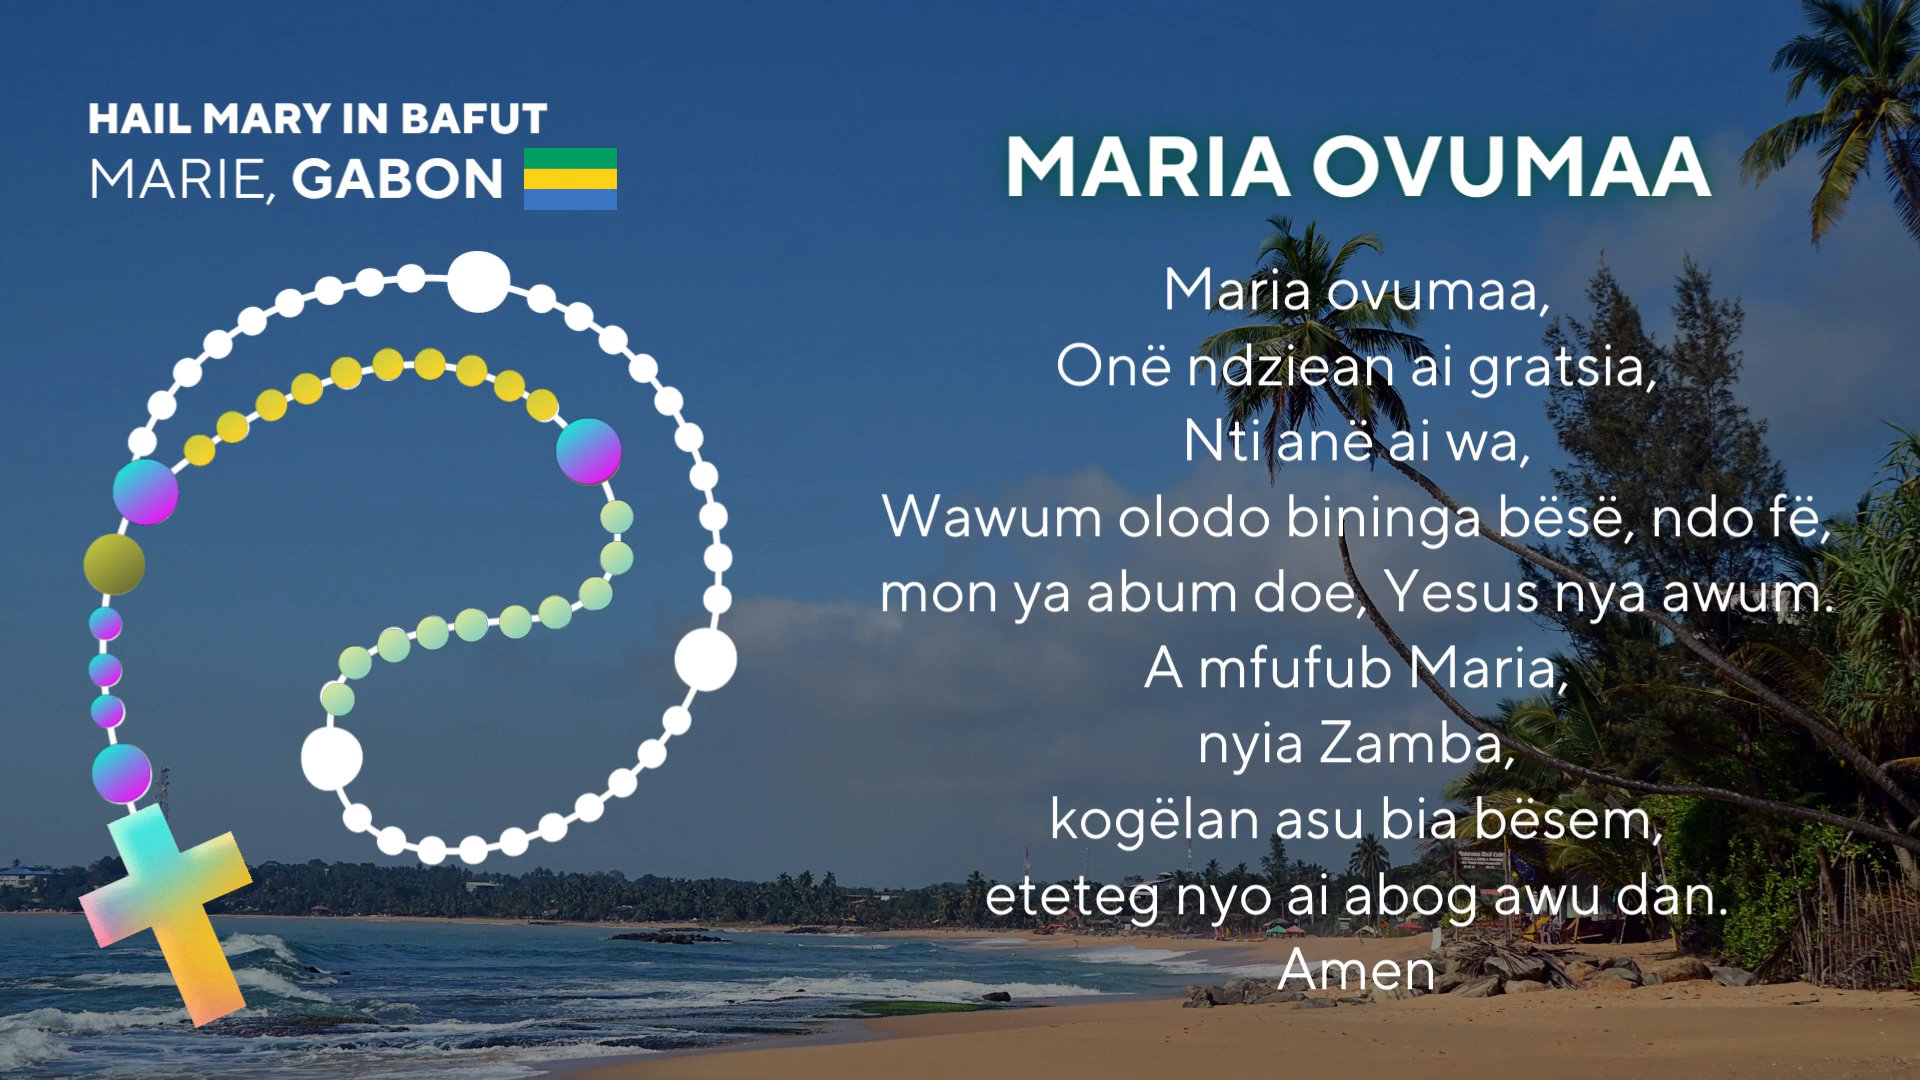 HAIL MARY IN BAFUT
MARIE, GABON
MARIA OVUMAA
Maria ovumaa,
Onë ndziean ai gratsia,
Nti anë ai wa,
Wawum olodo bininga bësë, ndo fë,
mon ya abum doe, Yesus nya awum.
A mfufub Maria,
nyia Zamba,
kogëlan asu bia bësem,
eteteg nyo ai abog awu dan.
Amen